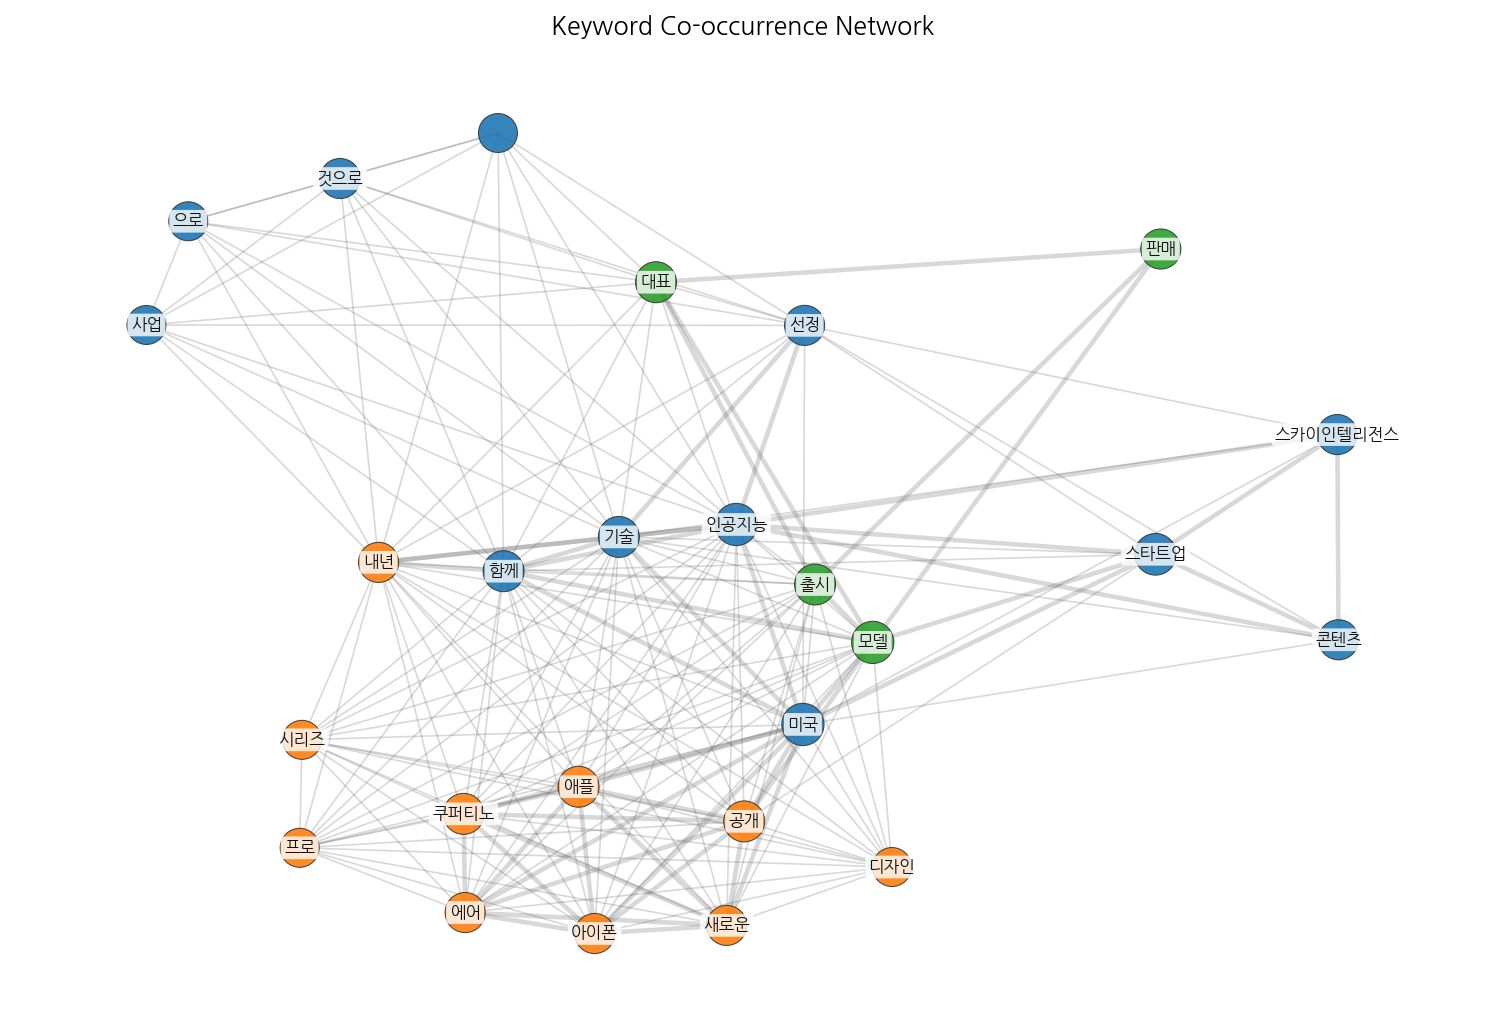 Keyword Co-occurrence Network
것으로
으로
판매
대표
사업
선정
스카이인텔리전스
인공지능
기술
스타트업
내년
함께
출시
콘텐츠
모델
미국
시리즈
애플
쿠퍼티노
공개
프로
디자인
에어
새로운
아이폰